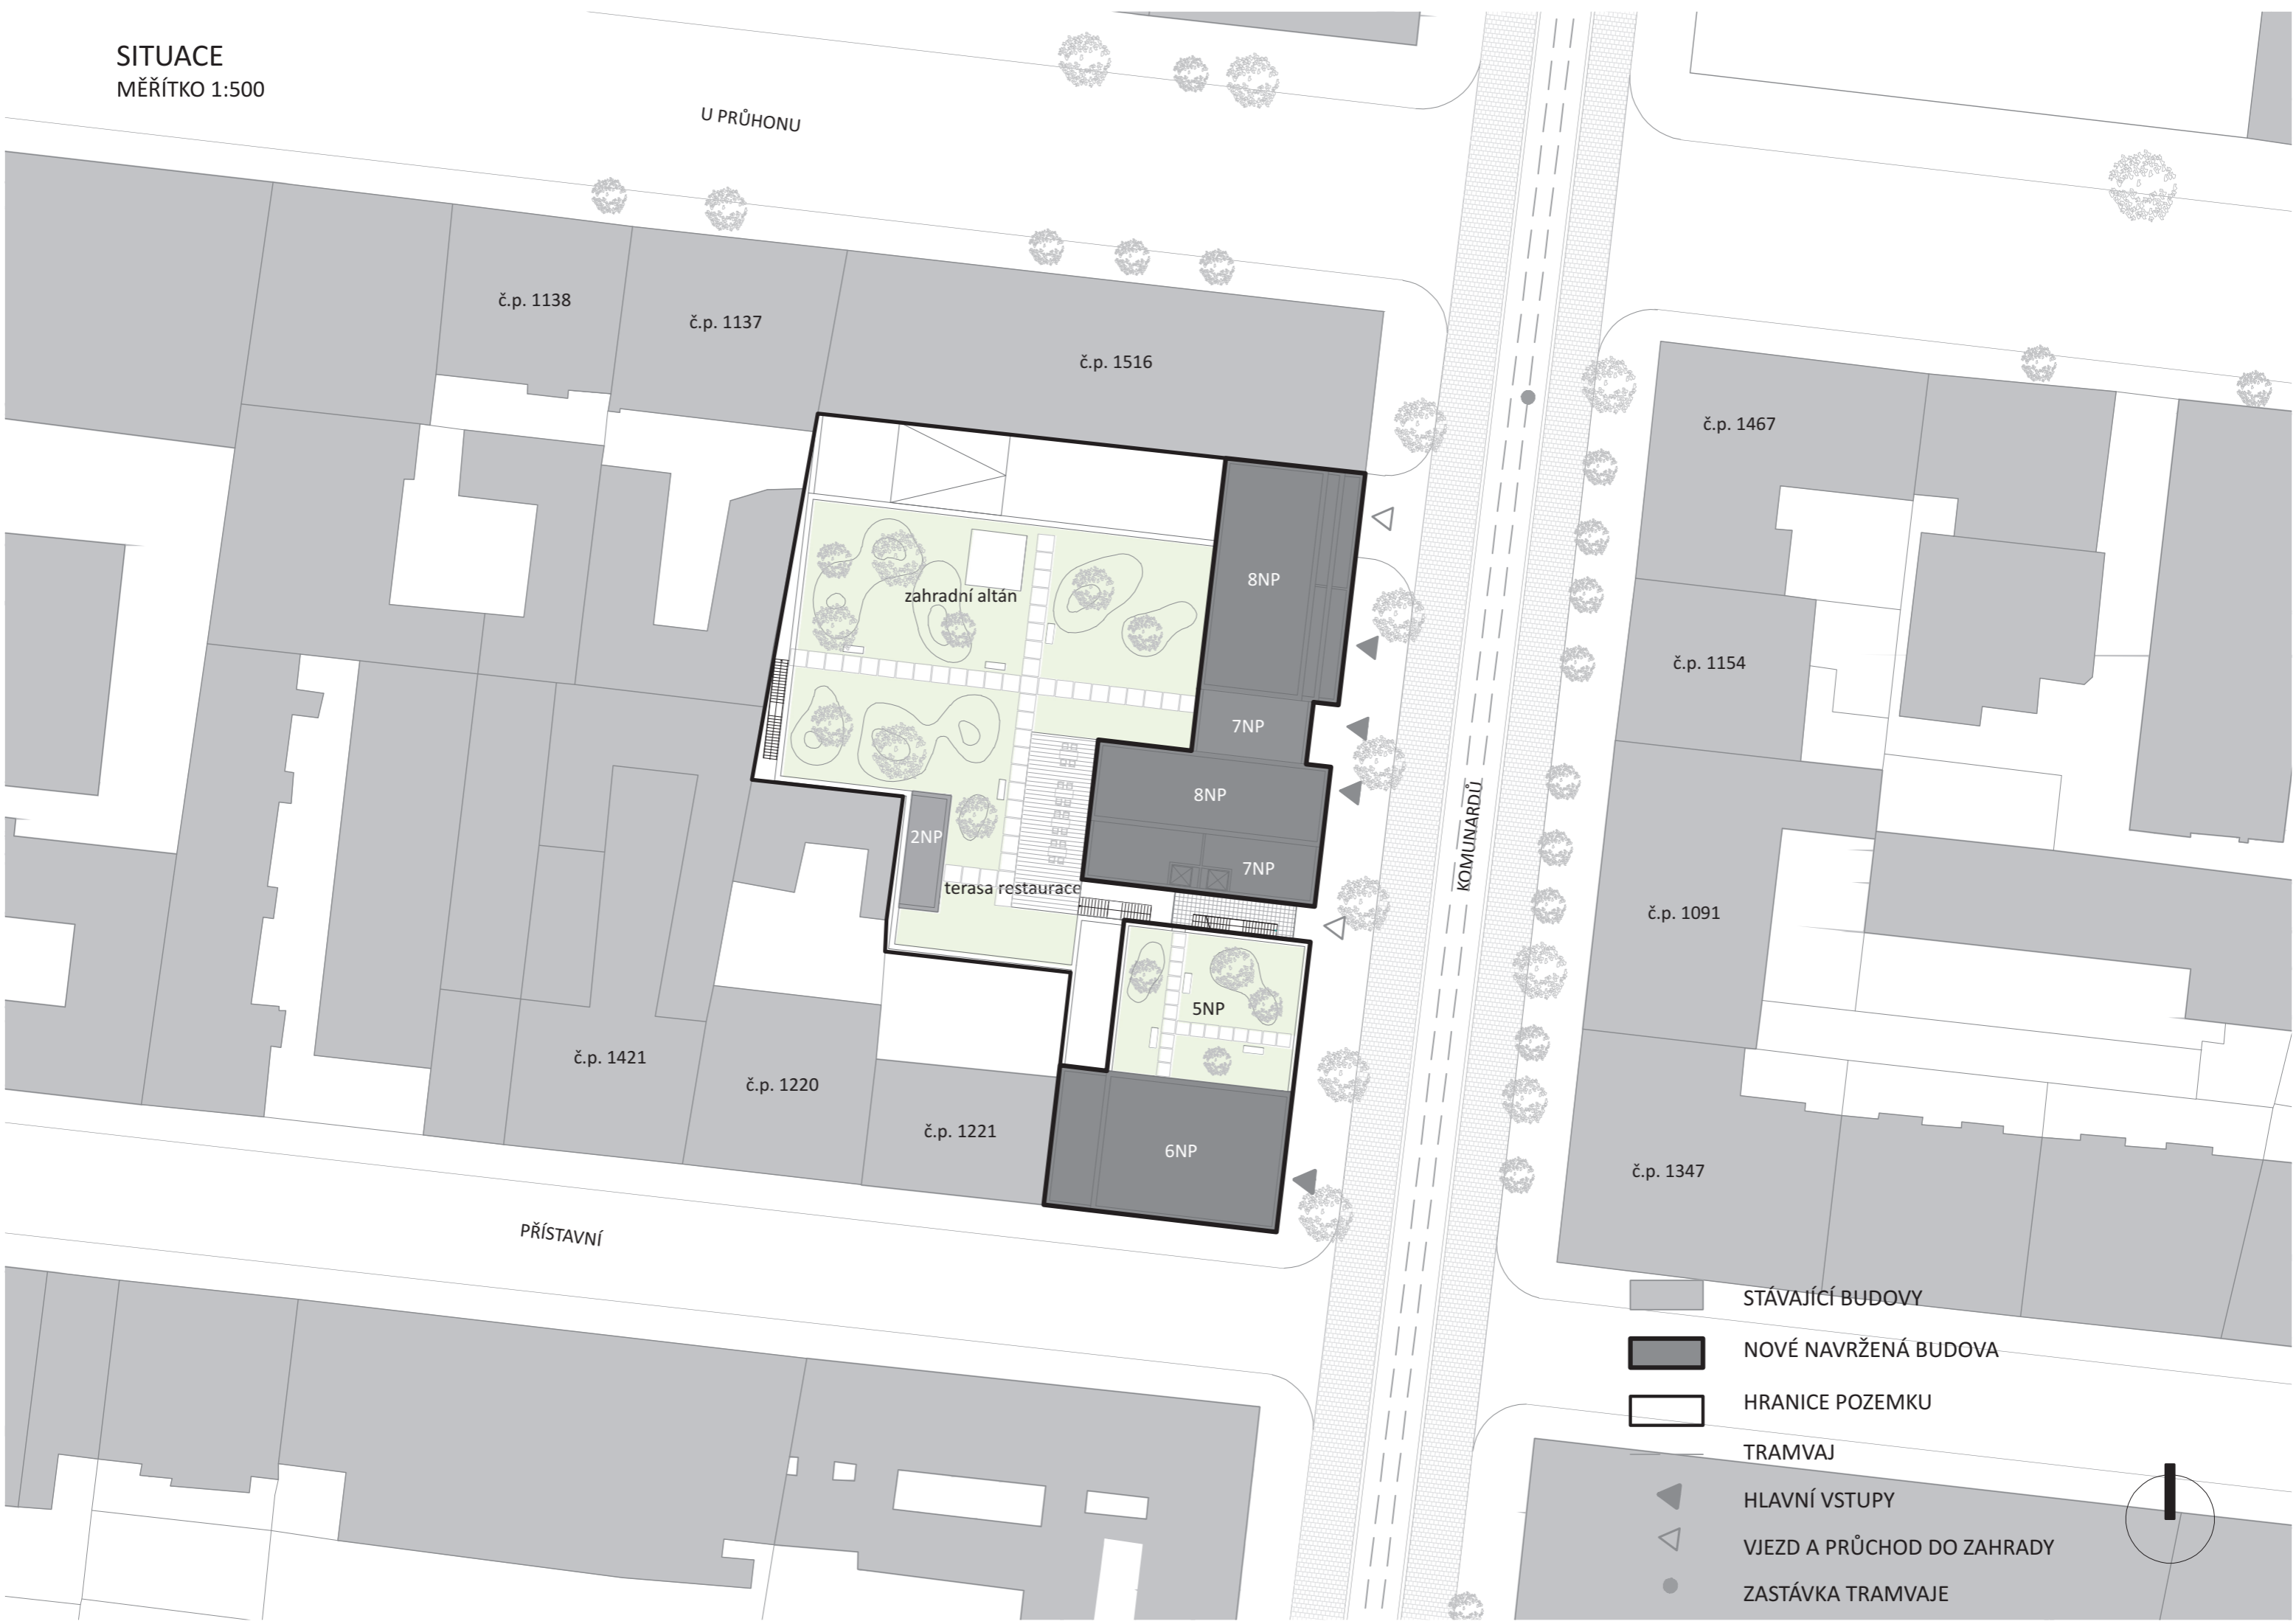 SITUACE
MĚŘÍTKO 1:500
U PRŮHONU
č.p. 1138
č.p. 1137
č.p. 1516
č.p. 1467
8NP
zahradní altán
č.p. 1154
7NP
8NP
2NP
7NP
terasa restaurace
KOMUNARDŮ
č.p. 1091
5NP
č.p. 1421
č.p. 1220
č.p. 1221
6NP
č.p. 1347
PŘÍSTAVNÍ
STÁVAJÍCÍ BUDOVY
NOVÉ NAVRŽENÁ BUDOVA
HRANICE POZEMKU
TRAMVAJ
HLAVNÍ VSTUPY
VJEZD A PRŮCHOD DO ZAHRADY
ZASTÁVKA TRAMVAJE